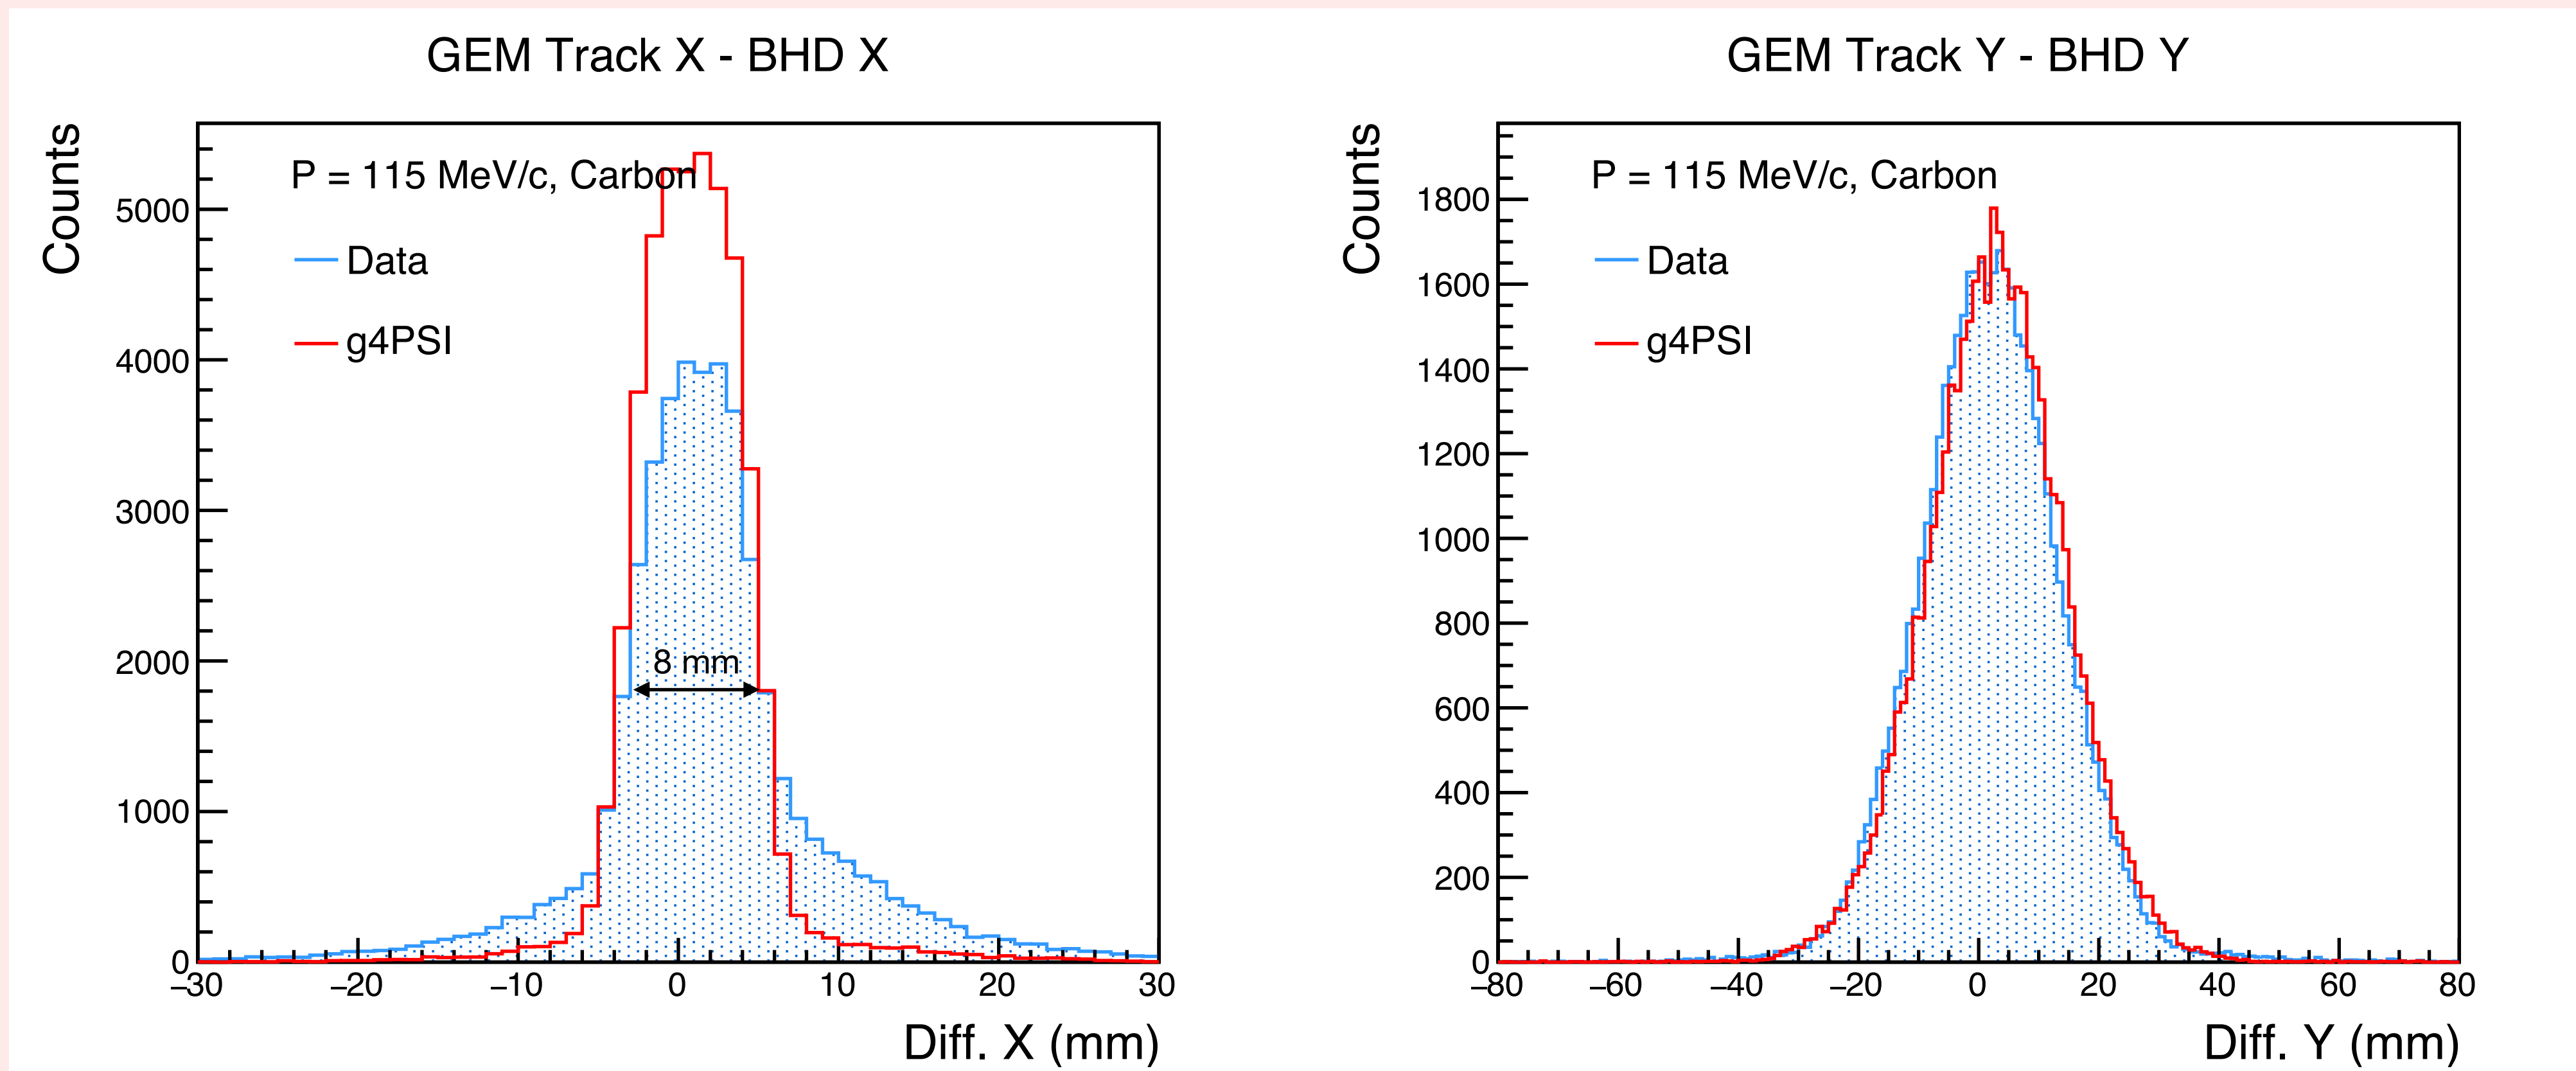 GEM Track X - BHD X
Counts
P = 115 MeV/c, Carbon
Data
g4PSI
8 mm
5000
4000
3000
2000
1000
0
−30 −20 −10 0 10 20 30
Diff. X (mm)
GEM Track Y - BHD Y
Counts
P = 115 MeV/c, Carbon
Data
g4PSI
1800
1600
1400
1200
1000
800
600
400
200
0
−80 −60 −40 −20 0 20 40 60 80
Diff. Y (mm)